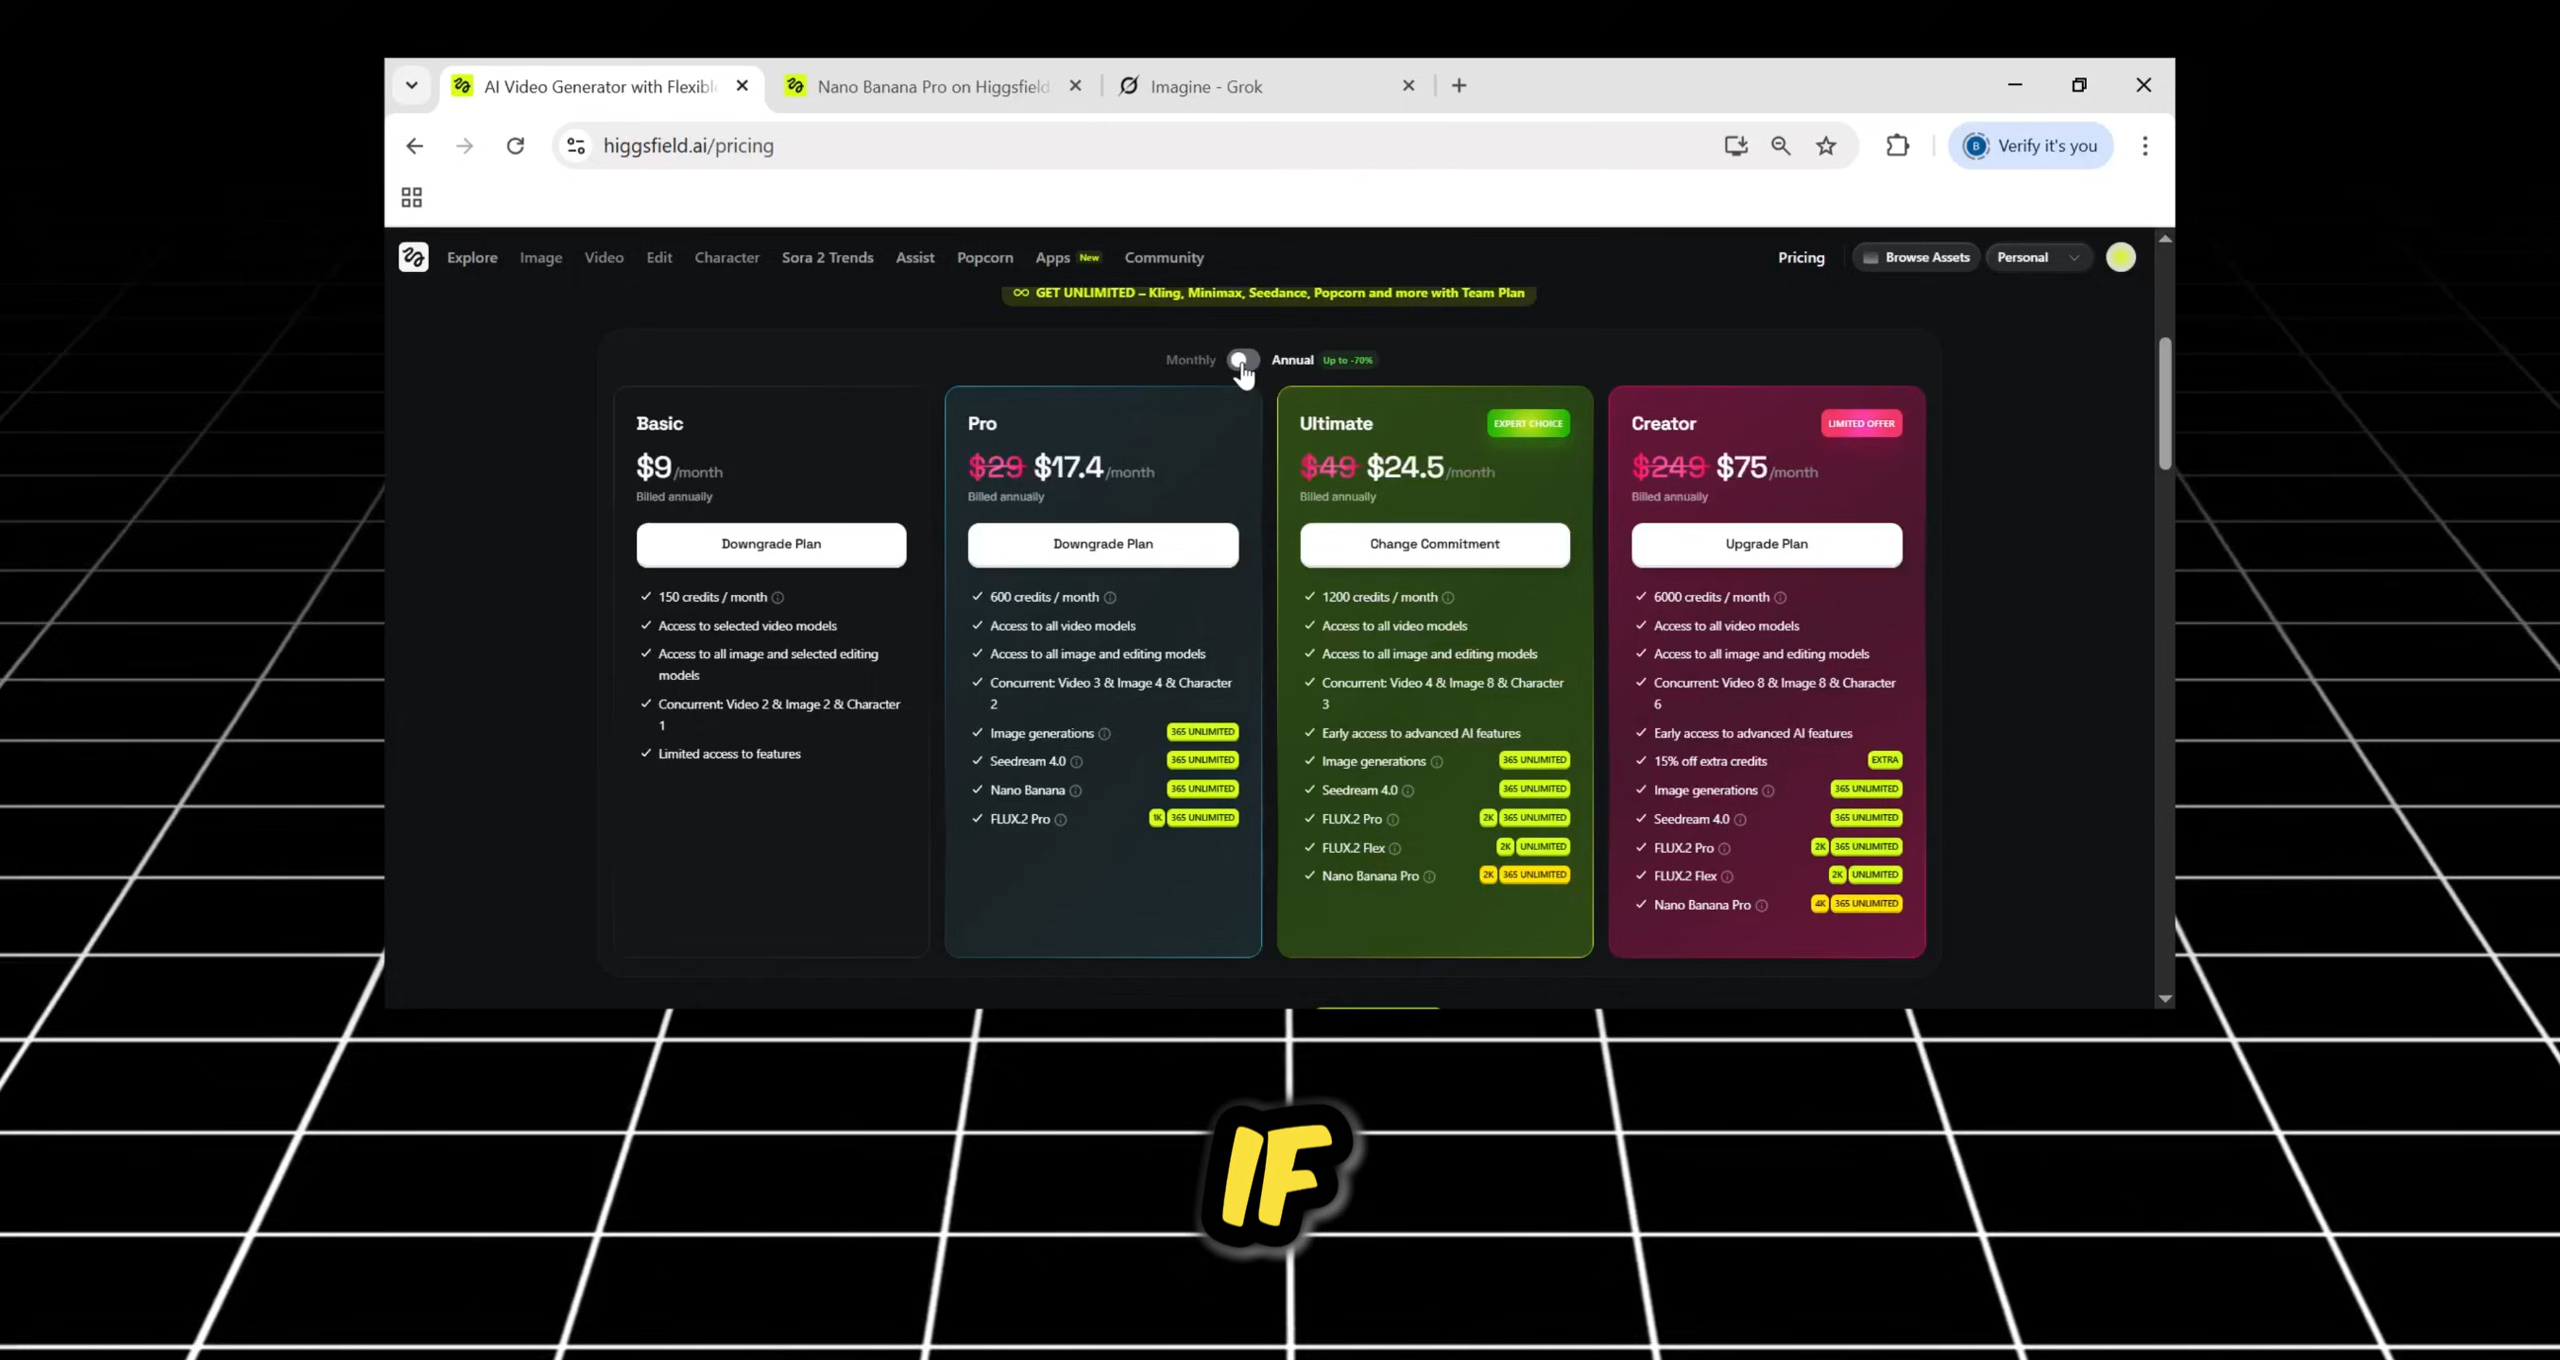 AI Video Generator with Flexibl
Nano Banana Pro on Higgsfield
Imagine - Grok
higgsfield.ai/pricing
B Verify it's you
Explore Image Video Edit Character Sora 2 Trends Assist Popcorn Apps New Community
Pricing Browse Assets Personal
GET UNLIMITED – Kling, Minimax, Seedance, Popcorn and more with Team Plan
Monthly Annual Up to -70%
Basic
$9/month
Billed annually
Downgrade Plan
150 credits / month
Access to selected video models
Access to all image and selected editing
models
Concurrent: Video 2 & Image 2 & Character
1
Limited access to features
Pro
$29 $17.4/month
Billed annually
Downgrade Plan
600 credits / month
Access to all video models
Access to all image and editing models
Concurrent: Video 3 & Image 4 & Character
2
Image generations 365 UNLIMITED
Seedream 4.0 365 UNLIMITED
Nano Banana 365 UNLIMITED
FLUX.2 Pro 1K 365 UNLIMITED
Ultimate EXPERT CHOICE
$49 $24.5/month
Billed annually
Change Commitment
1200 credits / month
Access to all video models
Access to all image and editing models
Concurrent: Video 4 & Image 8 & Character
3
Early access to advanced AI features
Image generations 365 UNLIMITED
Seedream 4.0 365 UNLIMITED
FLUX.2 Pro 2K 365 UNLIMITED
FLUX.2 Flex 2K UNLIMITED
Nano Banana Pro 2K 365 UNLIMITED
Creator LIMITED OFFER
$249 $75/month
Billed annually
Upgrade Plan
6000 credits / month
Access to all video models
Access to all image and editing models
Concurrent: Video 8 & Image 8 & Character
6
Early access to advanced AI features
15% off extra credits EXTRA
Image generations 365 UNLIMITED
Seedream 4.0 365 UNLIMITED
FLUX.2 Pro 2K 365 UNLIMITED
FLUX.2 Flex 2K UNLIMITED
Nano Banana Pro 4K 365 UNLIMITED
IF